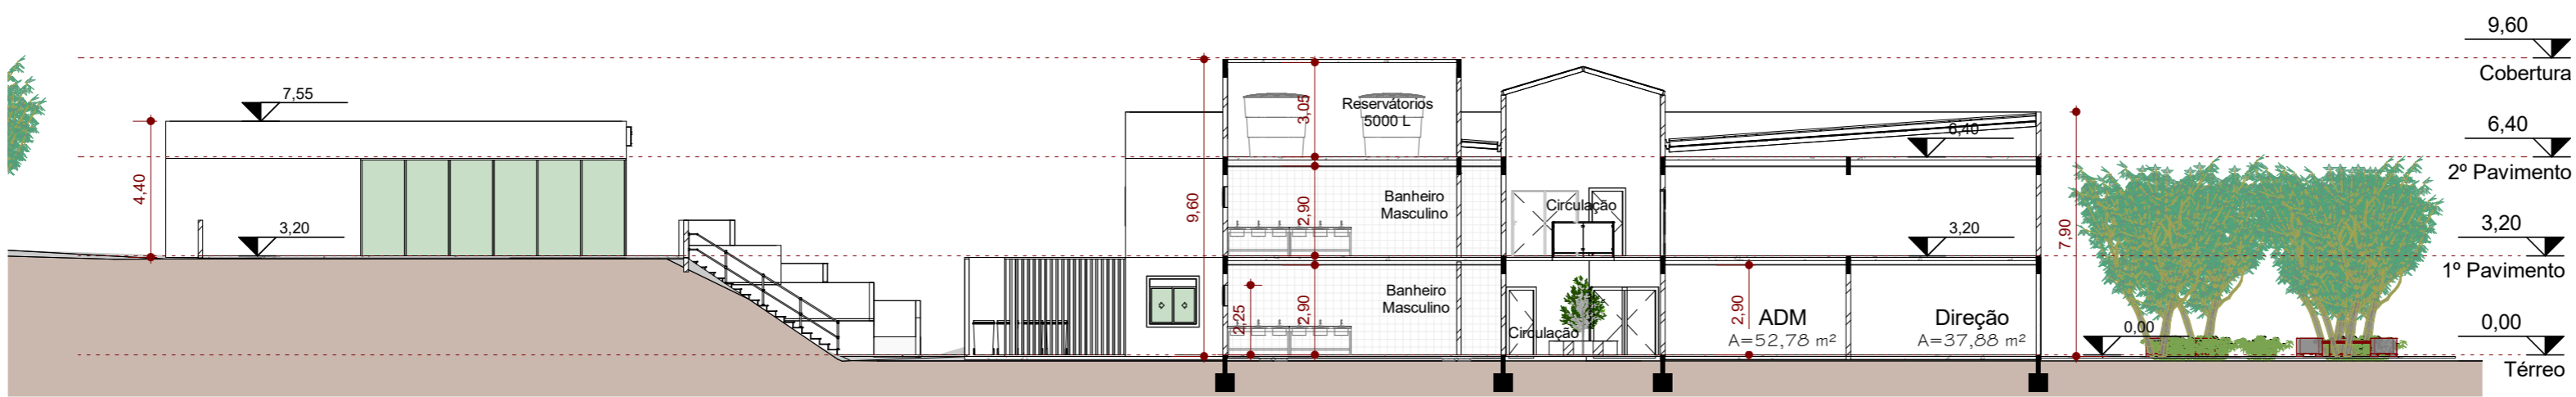 9,60
Cobertura
7,55
Reservátorios
5000 L
3,05
6,40
6,40
2º Pavimento
4,40
9,60
2,90
Banheiro
Masculino
Circulação
3,20
3,20
7,90
3,20
1º Pavimento
2,25
2,90
Banheiro
Masculino
Circulação
2,90
ADM
A=52,78 m²
Direção
A=37,88 m²
0,00
0,00
Térreo